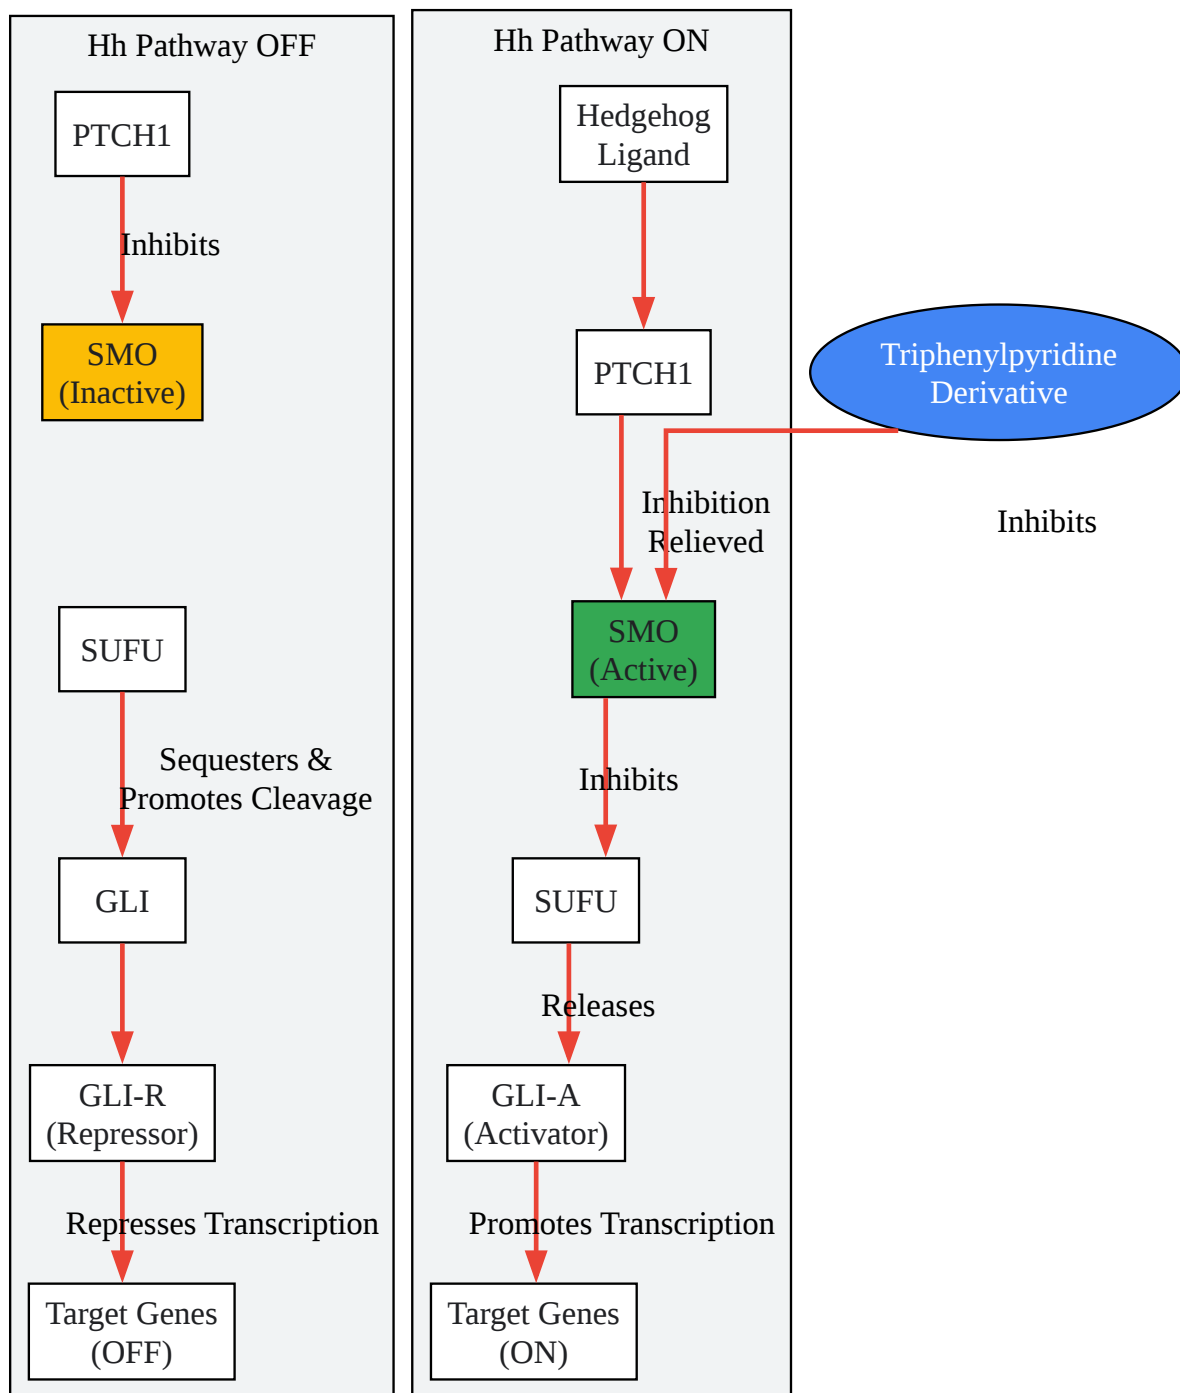 Hh Pathway OFF
PTCH1
Inhibits
SMO
(Inactive)
SUFU
Sequesters &
Promotes Cleavage
GLI
GLI-R
(Repressor)
Represses Transcription
Target Genes
(OFF)
Hh Pathway ON
Hedgehog
Ligand
PTCH1
Inhibition
Relieved
SMO
(Active)
Inhibits
SUFU
Releases
GLI-A
(Activator)
Promotes Transcription
Target Genes
(ON)
Triphenylpyridine
Derivative
Inhibits